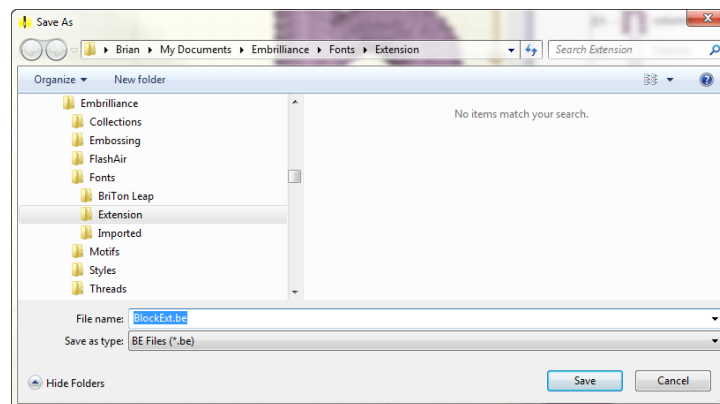 Save As
Brian ▸ My Documents ▸ Embrilliance ▸ Fonts ▸ Extension
Search Extension
Organize
New folder
Embrilliance
No items match your search.
Collections
Embossing
FlashAir
Fonts
BriTon Leap
Extension
Imported
Motifs
Styles
Threads
File name: BlockExt.be
Save as type: BE Files (*.be)
Hide Folders
Save
Cancel